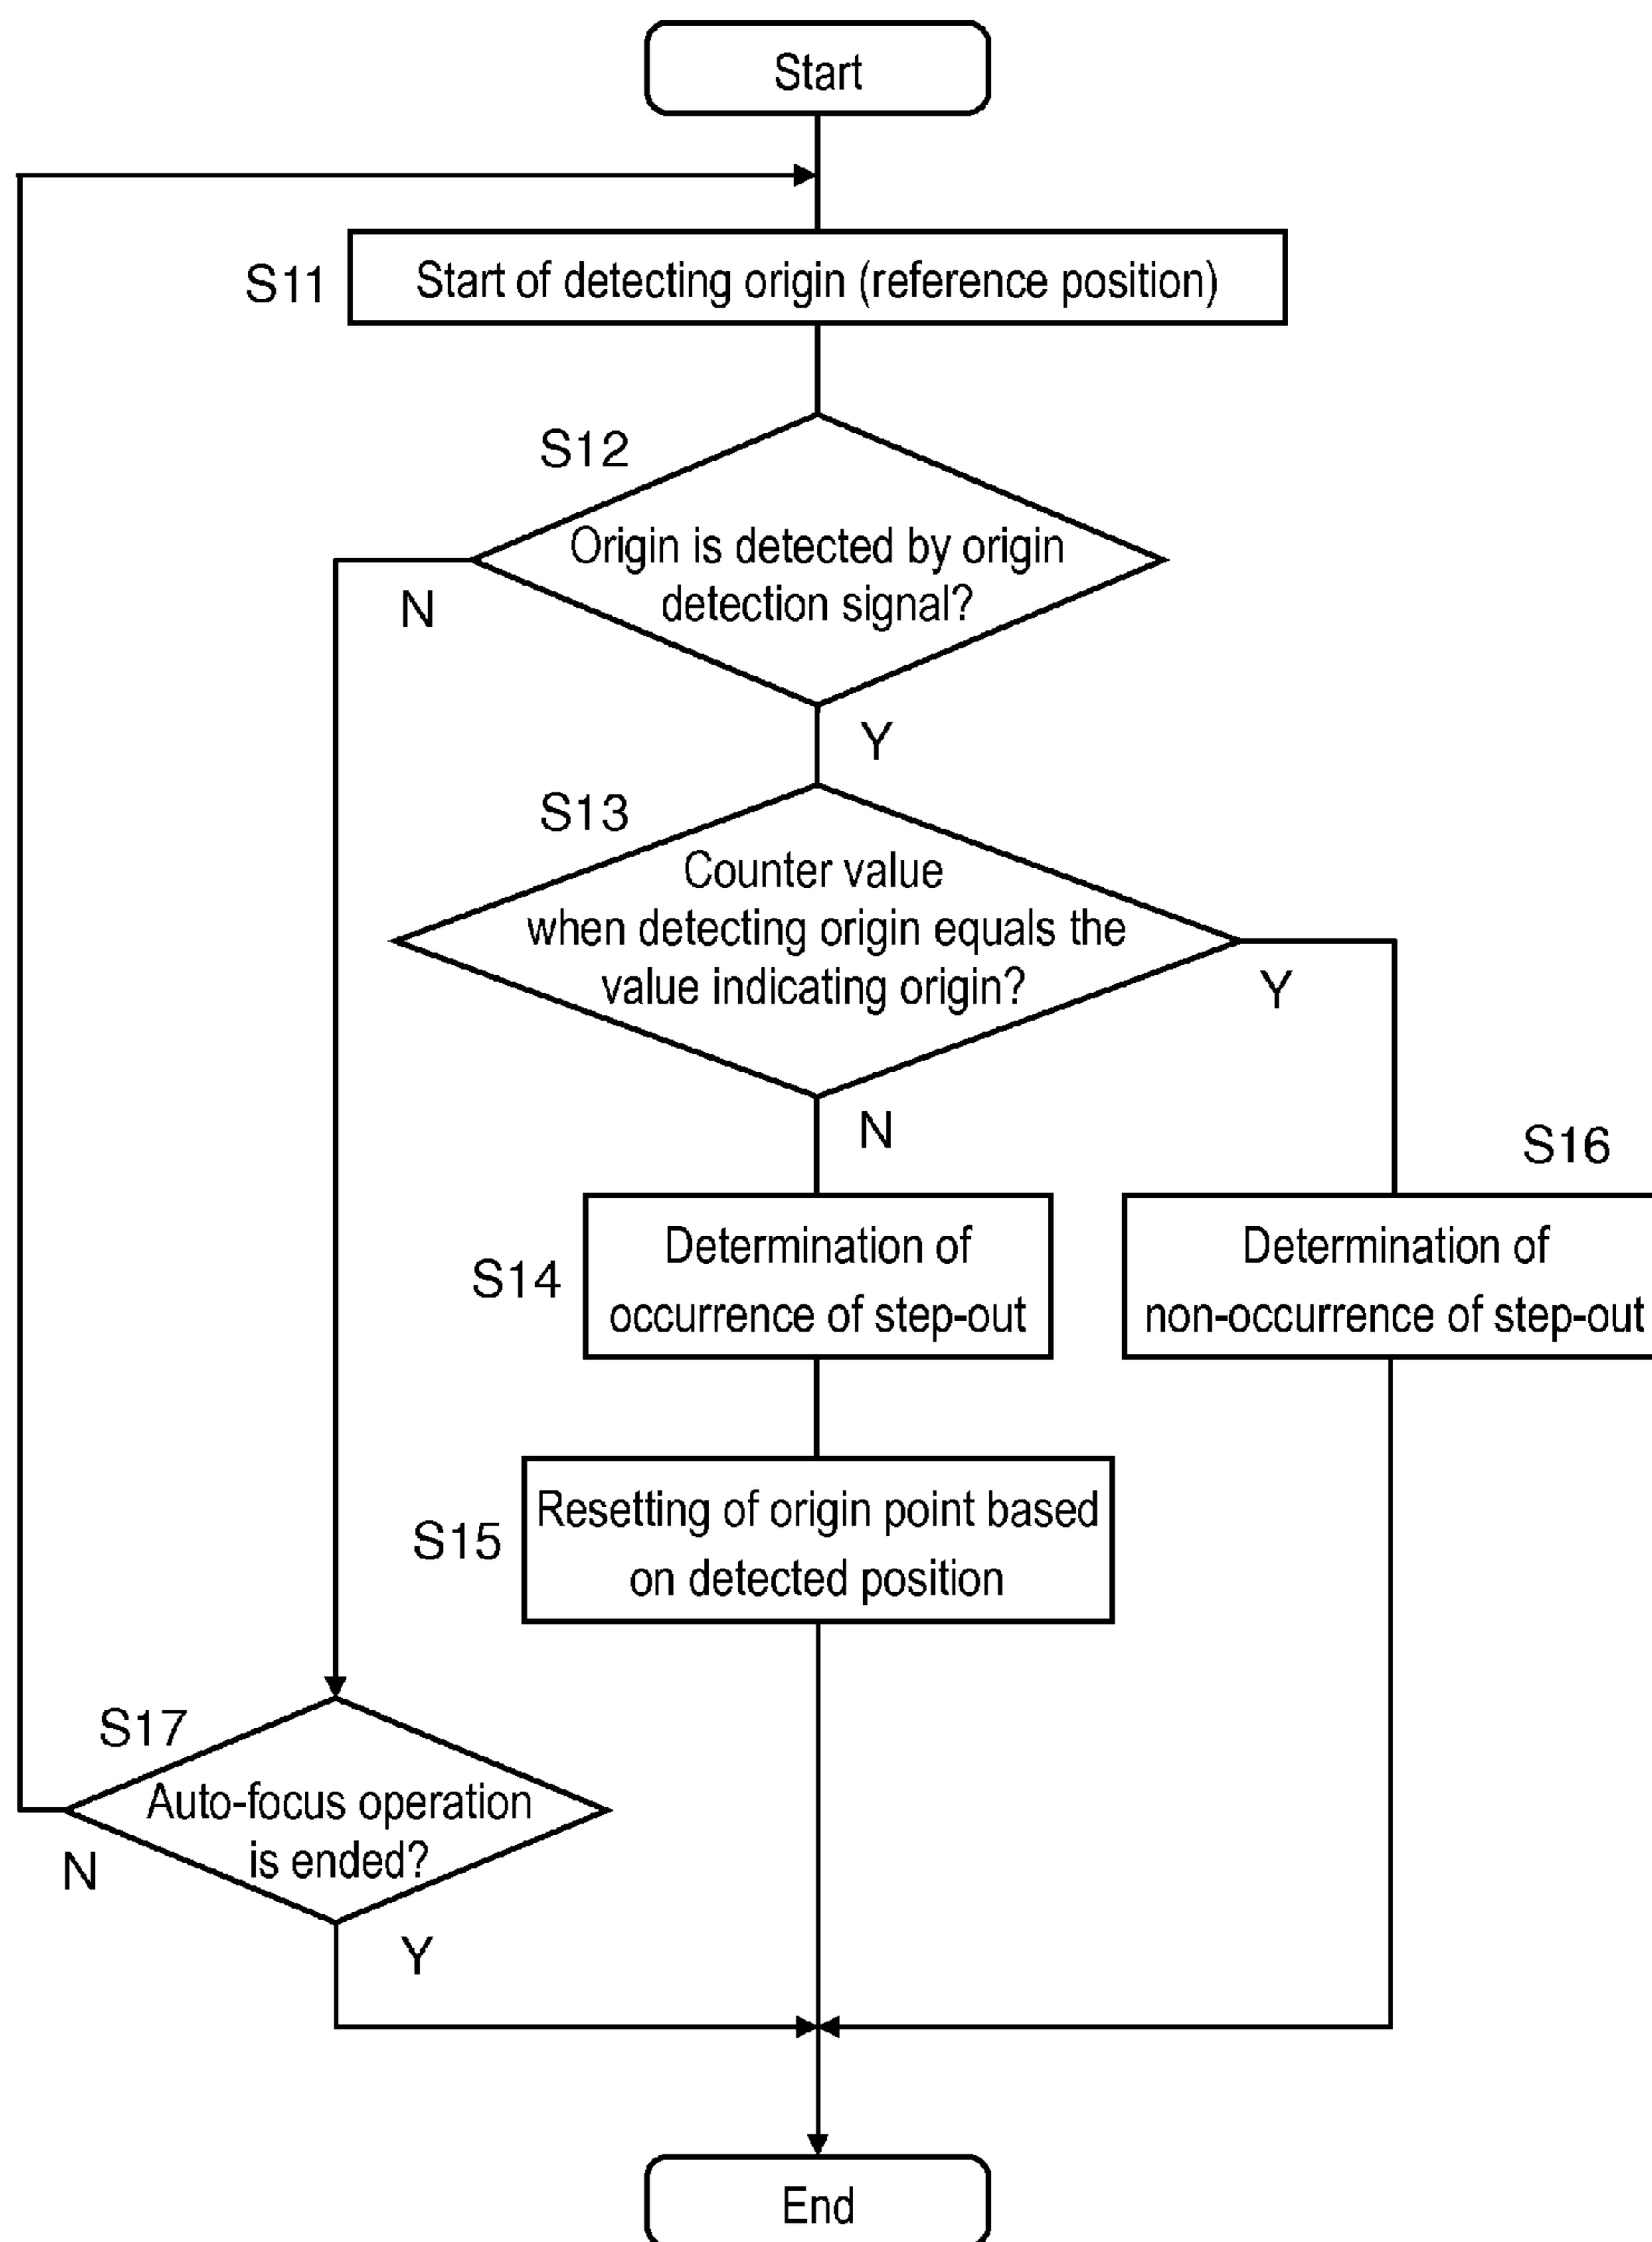 Start
S11
Start of detecting origin (reference position)
S12
Origin is detected by origin
detection signal?
N
Y
S13
Counter value
when detecting origin equals the
value indicating origin?
Y
N
S16
S14
Determination of
occurrence of step-out
Determination of
non-occurrence of step-out
S15
Resetting of origin point based
on detected position
S17
Auto-focus operation
is ended?
N
Y
End